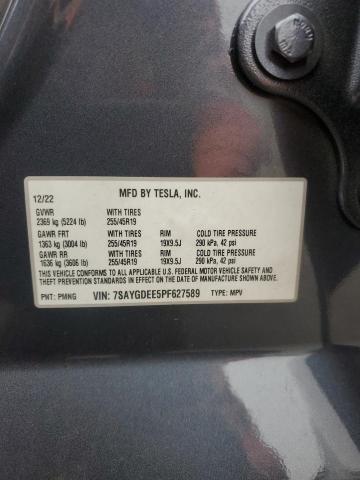 12/22 MFD BY TESLA, INC.
GVWR WITH TIRES
2369 kg (5224 lb) 255/45R19
GAWR FRT WITH TIRES RIM COLD TIRE PRESSURE
1363 kg (3004 lb) 255/45R19 19X9.5J 290 kPa, 42 psi
GAWR RR WITH TIRES RIM COLD TIRE PRESSURE
1636 kg (3606 lb) 255/45R19 19X9.5J 290 kPa, 42 psi
THIS VEHICLE CONFORMS TO ALL APPLICABLE U.S. FEDERAL MOTOR VEHICLE SAFETY
AND THEFT PREVENTION STANDARDS IN EFFECT ON THE DATE OF MANUFACTURE SHOWN
ABOVE.
PNT: PMNG VIN: 7SAYGDEE5PF627589 TYPE: MPV